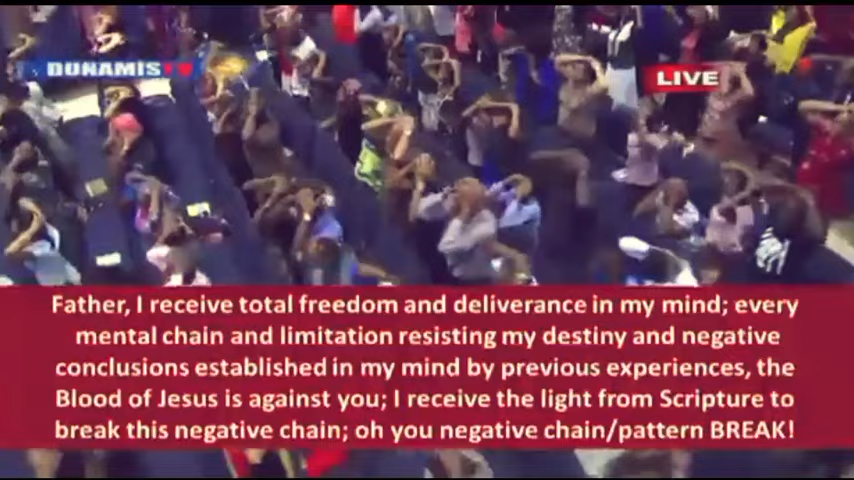 DUNAMIS TV
LIVE
Father, I receive total freedom and deliverance in my mind; every
mental chain and limitation resisting my destiny and negative
conclusions established in my mind by previous experiences, the
Blood of Jesus is against you; I receive the light from Scripture to
break this negative chain; oh you negative chain/pattern BREAK!